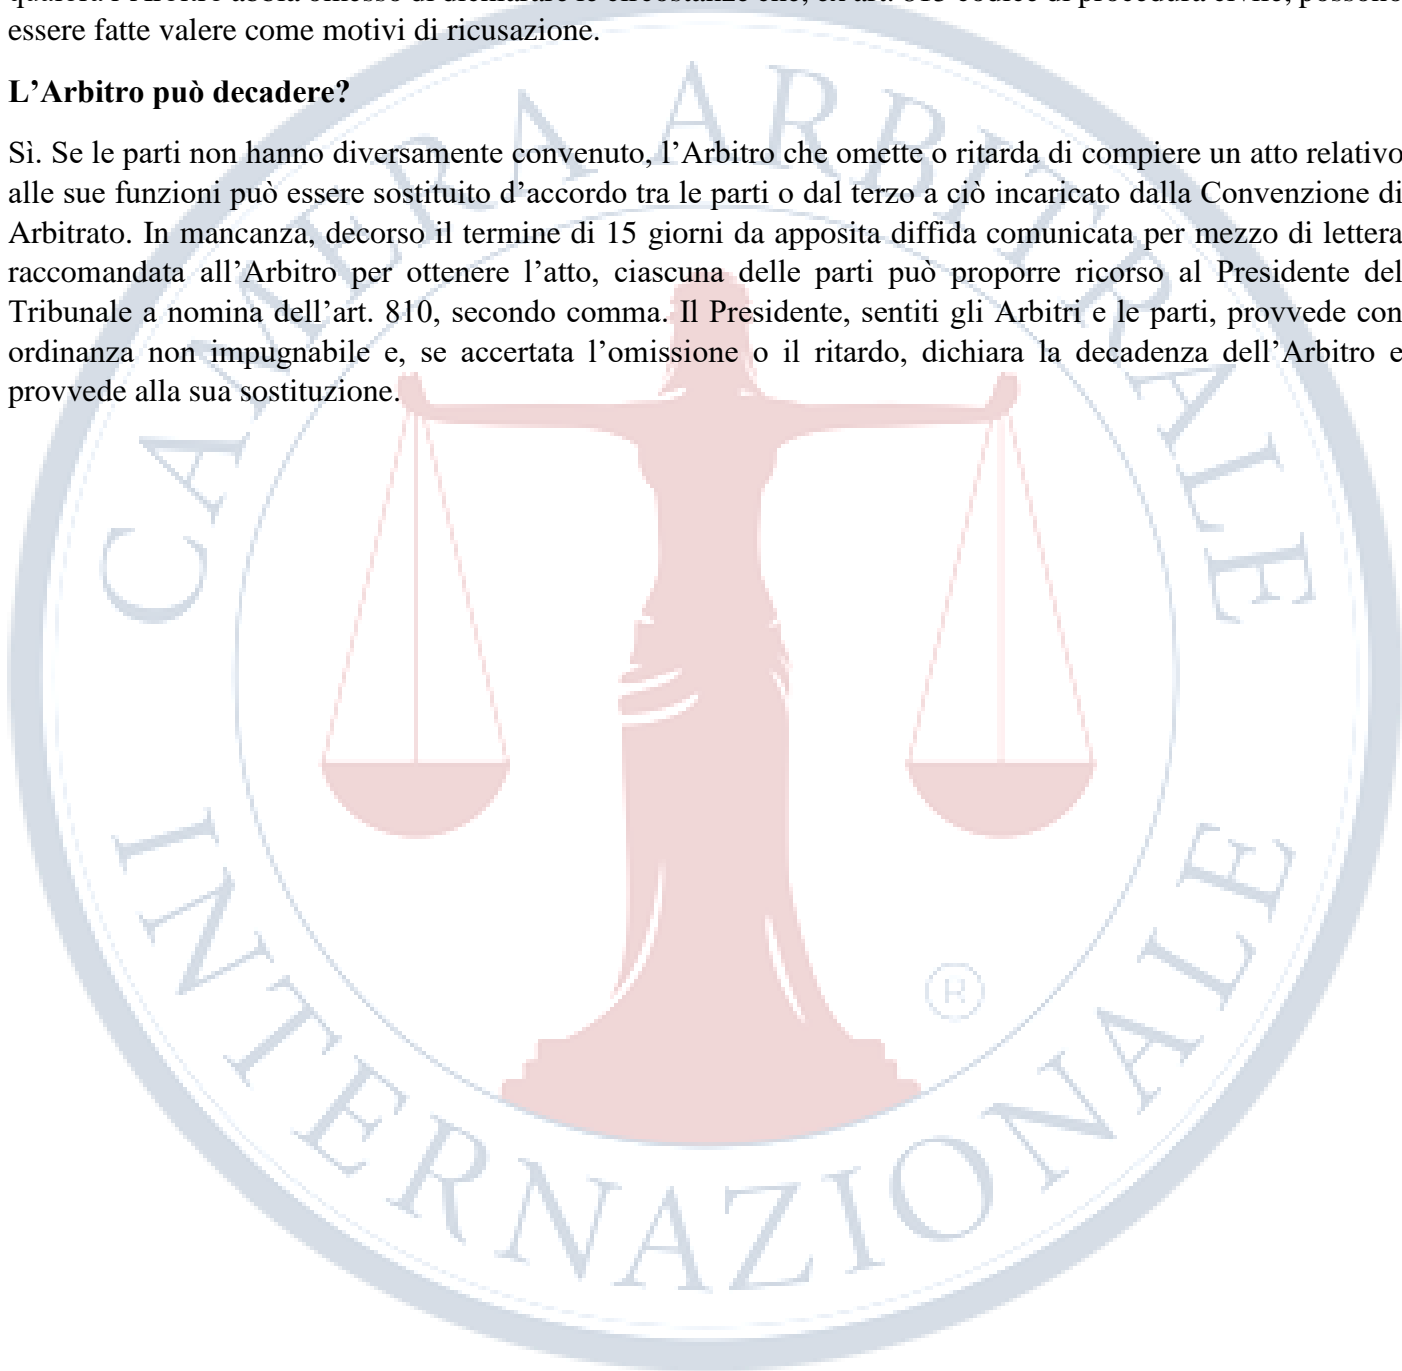 essere fatte valere come motivi di ricusazione.
L’Arbitro può decadere?
Sì. Se le parti non hanno diversamente convenuto, l’Arbitro che omette o ritarda di compiere un atto relativo
alle sue funzioni può essere sostituito d’accordo tra le parti o dal terzo a ciò incaricato dalla Convenzione di
Arbitrato. In mancanza, decorso il termine di 15 giorni da apposita diffida comunicata per mezzo di lettera
raccomandata all’Arbitro per ottenere l’atto, ciascuna delle parti può proporre ricorso al Presidente del
Tribunale a nomina dell’art. 810, secondo comma. Il Presidente, sentiti gli Arbitri e le parti, provvede con
ordinanza non impugnabile e, se accertata l’omissione o il ritardo, dichiara la decadenza dell’Arbitro e
provvede alla sua sostituzione.
CAMERA ARBITRALE
INTERNAZIONALE
®